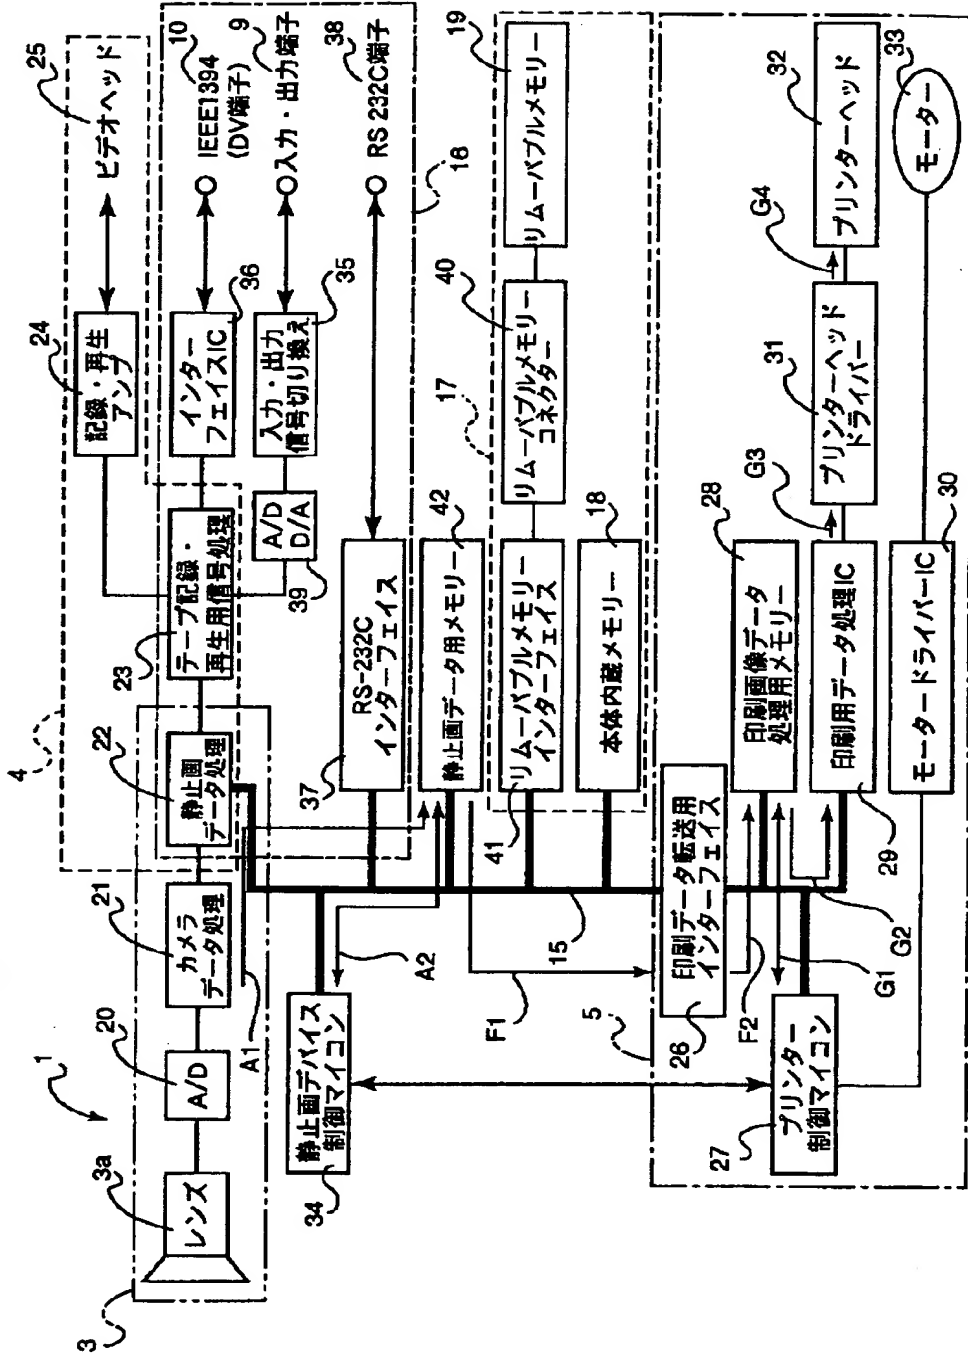 1
3
3a
レンズ
20
A/D
21
カメラ
データ処理
A1
22
静止画
データ処理
4
23
テープ記録・
再生用信号処理
24
記録・再生
アンプ
25
ビデオヘッド
36
インター
フェイスIC
10
IEEE1394
(DV端子)
39
A/D
D/A
35
入力・出力
信号切り換え
9
入力・出力端子
37
RS-232C
インターフェイス
38
RS 232C端子
16
34
静止画デバイス
制御マイコン
A2
42
静止画データ用メモリー
17
41
リムーバブルメモリー
インターフェイス
40
リムーバブルメモリー
コネクター
19
リムーバブルメモリー
18
本体内蔵メモリー
15
F1
5
26
印刷データ転送用
インターフェイス
F2
28
印刷画像データ
処理用メモリー
27
プリンター
制御マイコン
G1
G2
29
印刷用データ処理IC
G3
31
プリンターヘッド
ドライバー
G4
32
プリンターヘッド
30
モータードライバーIC
33
モーター